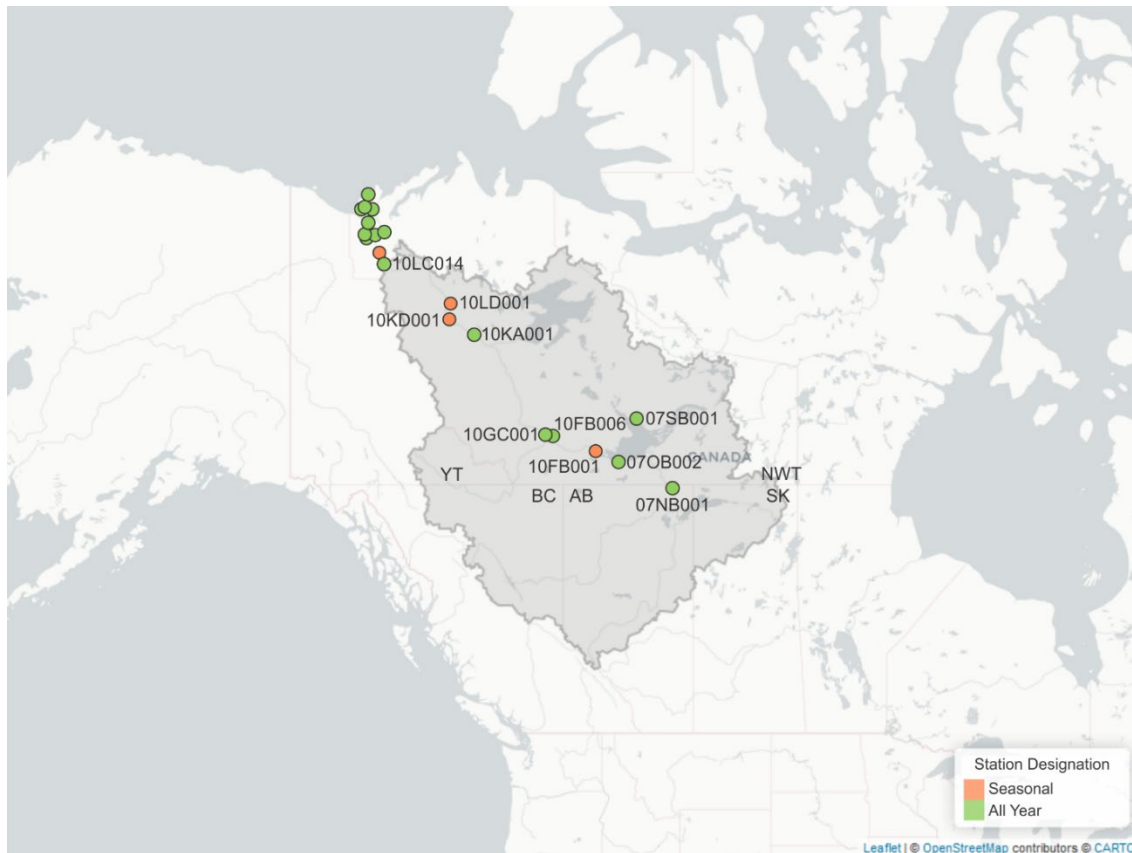 10LC014
10LD001
10KD001
10KA001
07SB001
10FB006
10GC001
10FB001
CANADA
07OB002
YT
NWT
BC AB
SK
07NB001
Station Designation
Seasonal
All Year
Leaflet | © OpenStreetMap contributors © CARTO